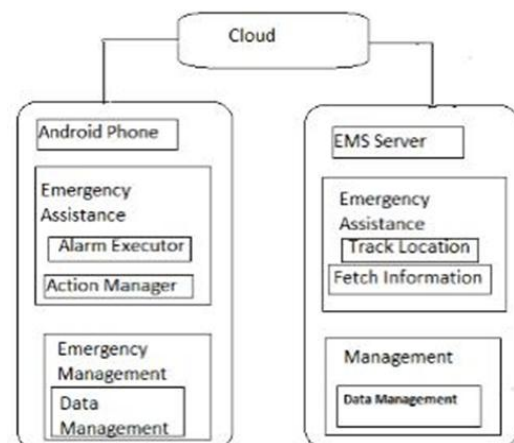 Cloud
Android Phone
Emergency
Assistance
Alarm Executor
Action Manager
Emergency
Management
Data
Management
EMS Server
Emergency
Assistance
Track Location
Fetch Information
Management
Data Management